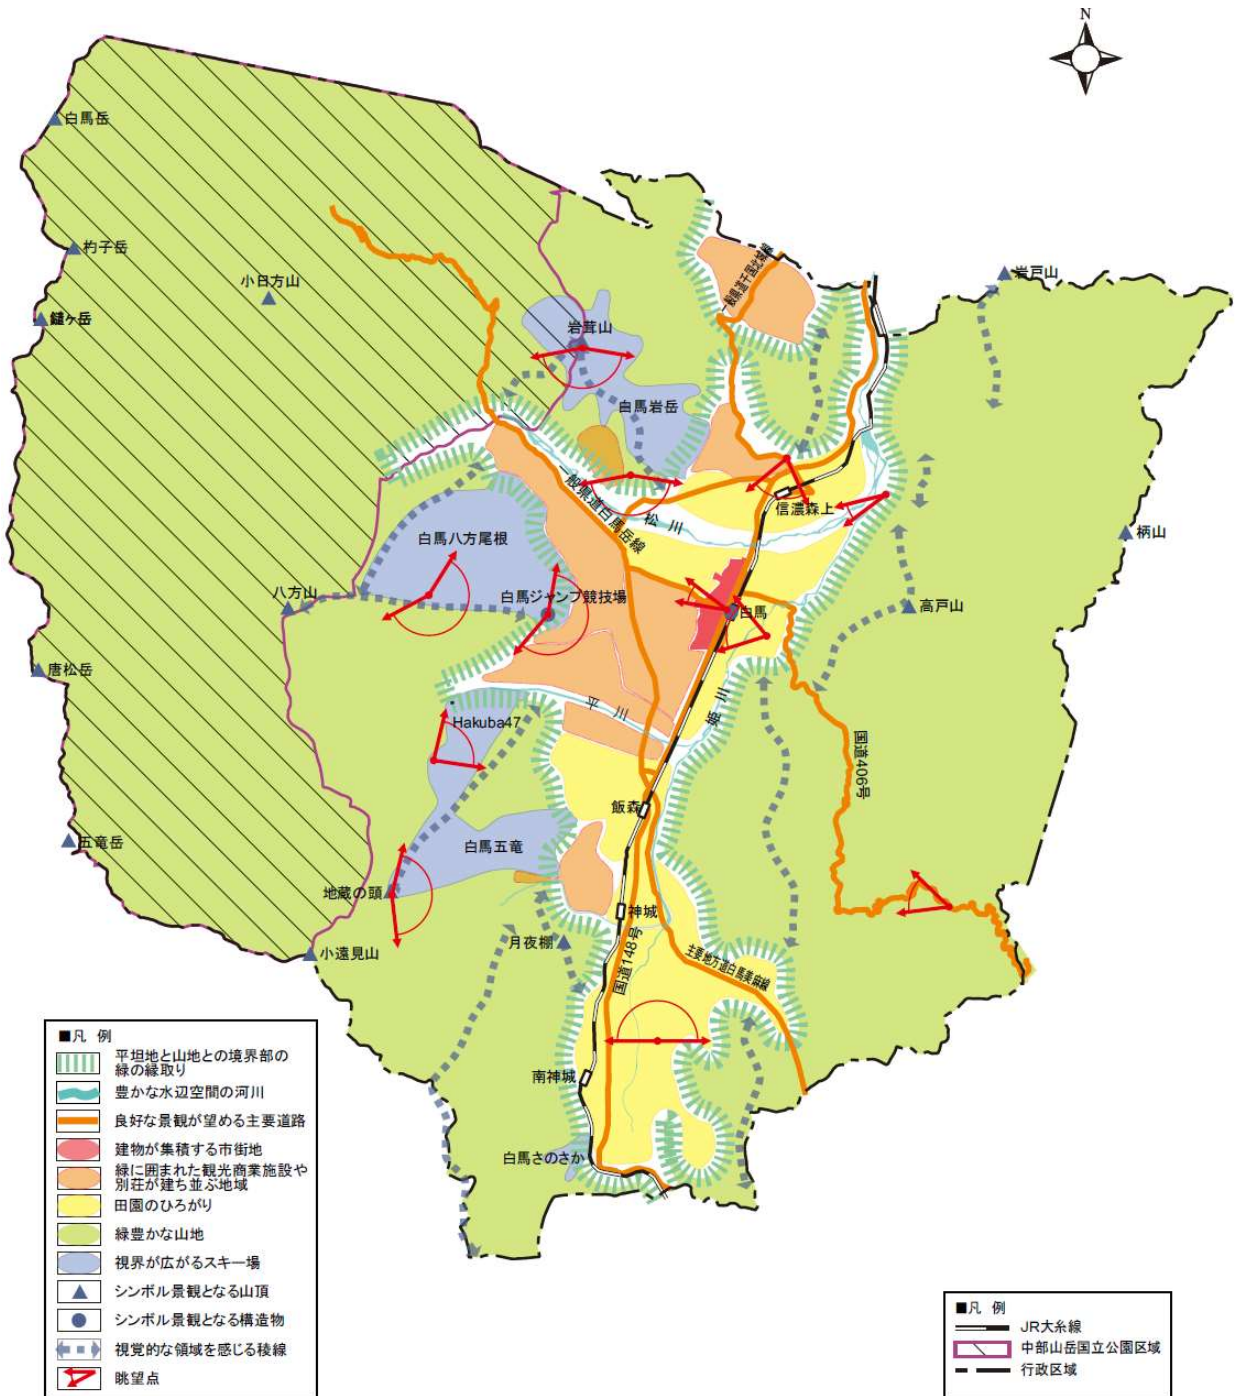 N
白馬岳
杓子岳
小日方山
鑓ヶ岳
岩茸山
白馬岩岳
一般県道千国北城線
岩戸山
一般県道白馬岳線
松川
信濃森上
柄山
白馬八方尾根
八方山
白馬ジャンプ競技場
白馬
高戸山
唐松岳
平川
姫川
Hakuba47
国道406号
飯森
五竜岳
白馬五竜
地蔵の頭
神城
小遠見山
月夜棚
国道148号
主要地方道白馬美麻線
南神城
白馬さのさか
■凡 例
平坦地と山地との境界部の
緑の縁取り
豊かな水辺空間の河川
良好な景観が望める主要道路
建物が集積する市街地
緑に囲まれた観光商業施設や
別荘が建ち並ぶ地域
田園のひろがり
緑豊かな山地
視界が広がるスキー場
シンボル景観となる山頂
シンボル景観となる構造物
視覚的な領域を感じる稜線
眺望点
■凡 例
JR大糸線
中部山岳国立公園区域
行政区域